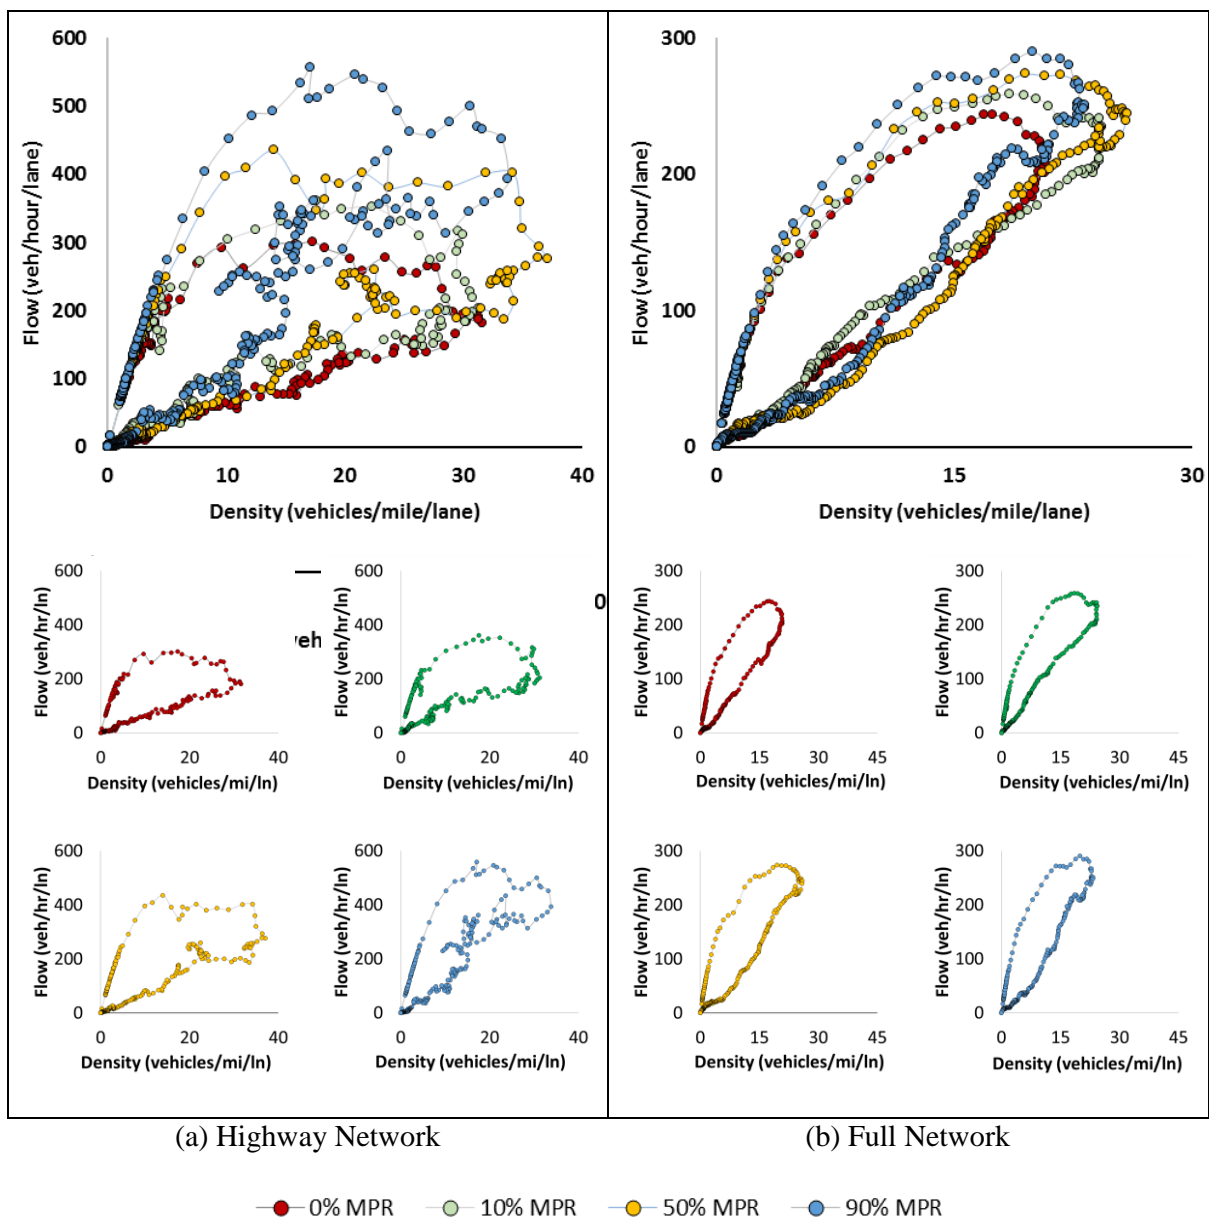 600
500
400
300
200
100
0
Flow (veh/hour/lane)
0 10 20 30 40
Density (vehicles/mile/lane)
300
200
100
0
Flow (veh/hour/lane)
0 15 30
Density (vehicles/mile/lane)
600
400
200
0
Flow (veh/hr/ln)
0 20 40
Density (vehicles/mi/ln)
veh
600
400
200
0
Flow (veh/hr/ln)
0 20 40
Density (vehicles/mi/ln)
0
300
200
100
0
Flow (veh/hr/ln)
0 15 30 45
Density (vehicles/mi/ln)
300
200
100
0
Flow (veh/hr/ln)
0 15 30 45
Density (vehicles/mi/ln)
600
400
200
0
Flow (veh/hr/ln)
0 20 40
Density (vehicles/mi/ln)
600
400
200
0
Flow (veh/hr/ln)
0 20 40
Density (vehicles/mi/ln)
300
200
100
0
Flow (veh/hr/ln)
0 15 30 45
Density (vehicles/mi/ln)
300
200
100
0
Flow (veh/hr/ln)
0 15 30 45
Density (vehicles/mi/ln)
(a) Highway Network
(b) Full Network
0% MPR 10% MPR 50% MPR 90% MPR